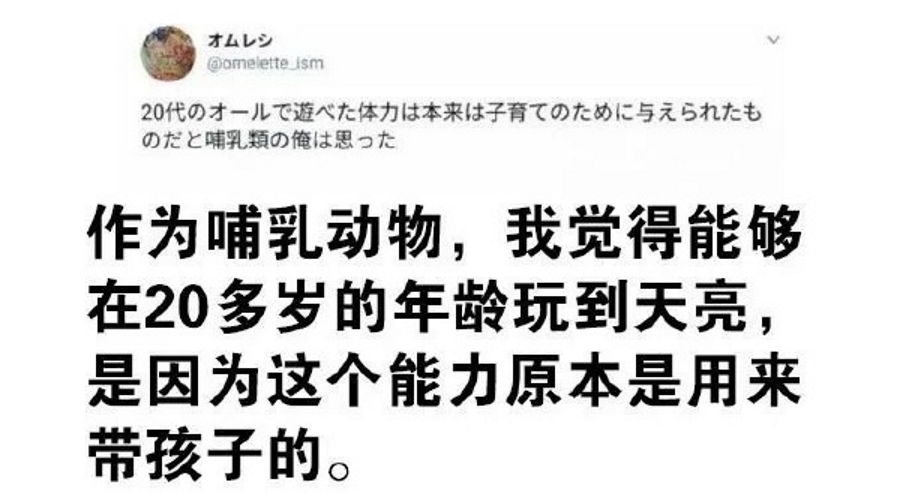 オムレシ
@omelette_ism
20代のオールで遊べた体力は本来は子育てのために与えられたも
のだと哺乳類の俺は思った
作为哺乳动物，我觉得能够
在20多岁的年龄玩到天亮，
是因为这个能力原本是用来
带孩子的。